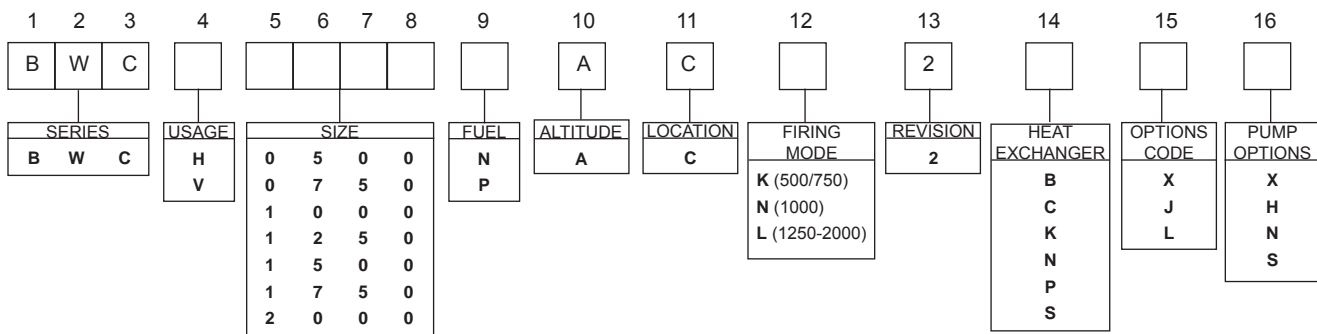 1 2 3 4 5 6 7 8 9 10 11 12 13 14 15 16
B W C A C 2
SERIES
B W C
USAGE
H
V
SIZE
0 5 0 0
0 7 5 0
1 0 0 0
1 2 5 0
1 5 0 0
1 7 5 0
2 0 0 0
FUEL
N
P
ALTITUDE
A
LOCATION
C
FIRING
MODE
K (500/750)
N (1000)
L (1250-2000)
REVISION
2
HEAT
EXCHANGER
B
C
K
N
P
S
OPTIONS
CODE
X
J
L
PUMP
OPTIONS
X
H
N
S